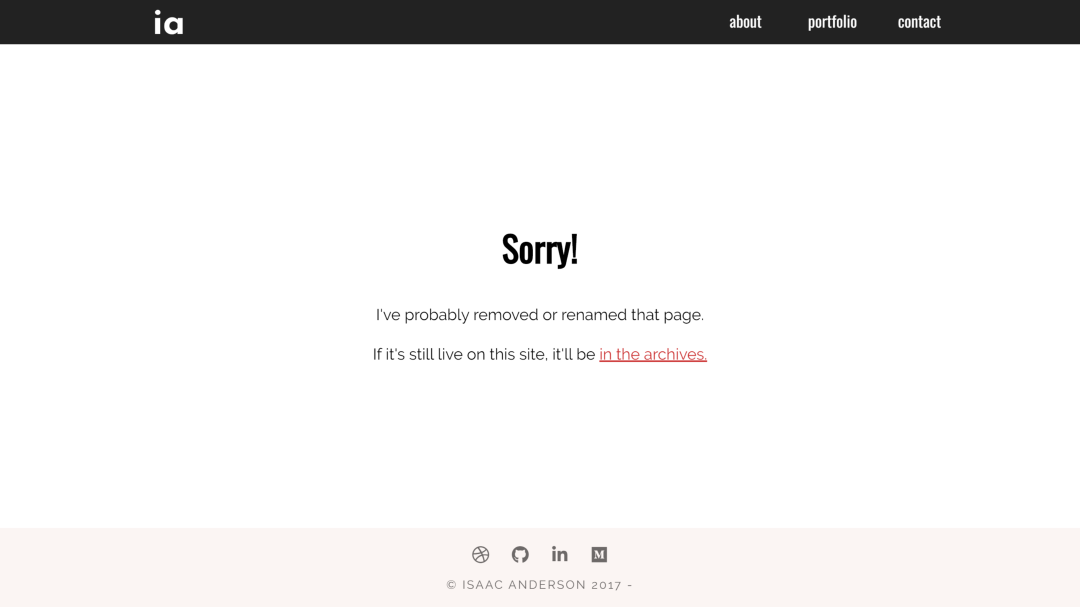 ia
about portfolio contact
Sorry!
I've probably removed or renamed that page.
If it's still live on this site, it'll be in the archives.
© ISAAC ANDERSON 2017 -